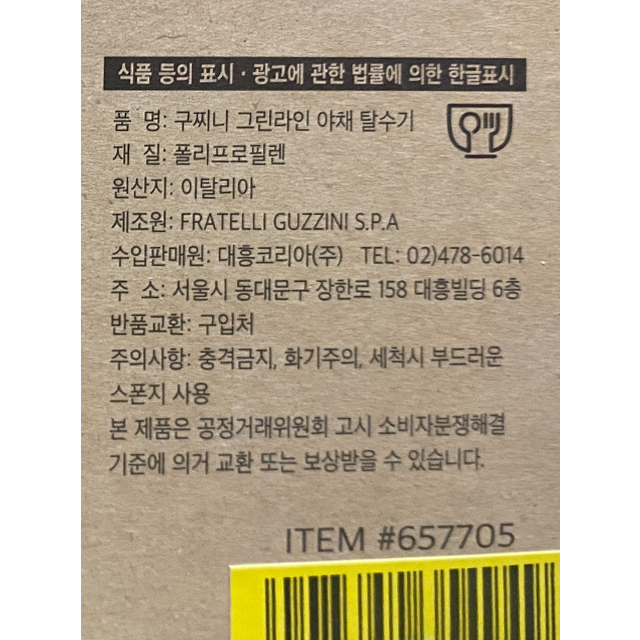 식품 등의 표시 · 광고에 관한 법률에 의한 한글표시
품 명: 구찌니 그린라인 야채 탈수기
재 질: 폴리프로필렌
원산지: 이탈리아
제조원: FRATELLI GUZZINI S.P.A
수입판매원: 대흥코리아(주) TEL: 02)478-6014
주 소: 서울시 동대문구 장한로 158 대흥빌딩 6층
반품교환: 구입처
주의사항: 충격금지, 화기주의, 세척시 부드러운
스폰지 사용
본 제품은 공정거래위원회 고시 소비자분쟁해결
기준에 의거 교환 또는 보상받을 수 있습니다.
ITEM #657705